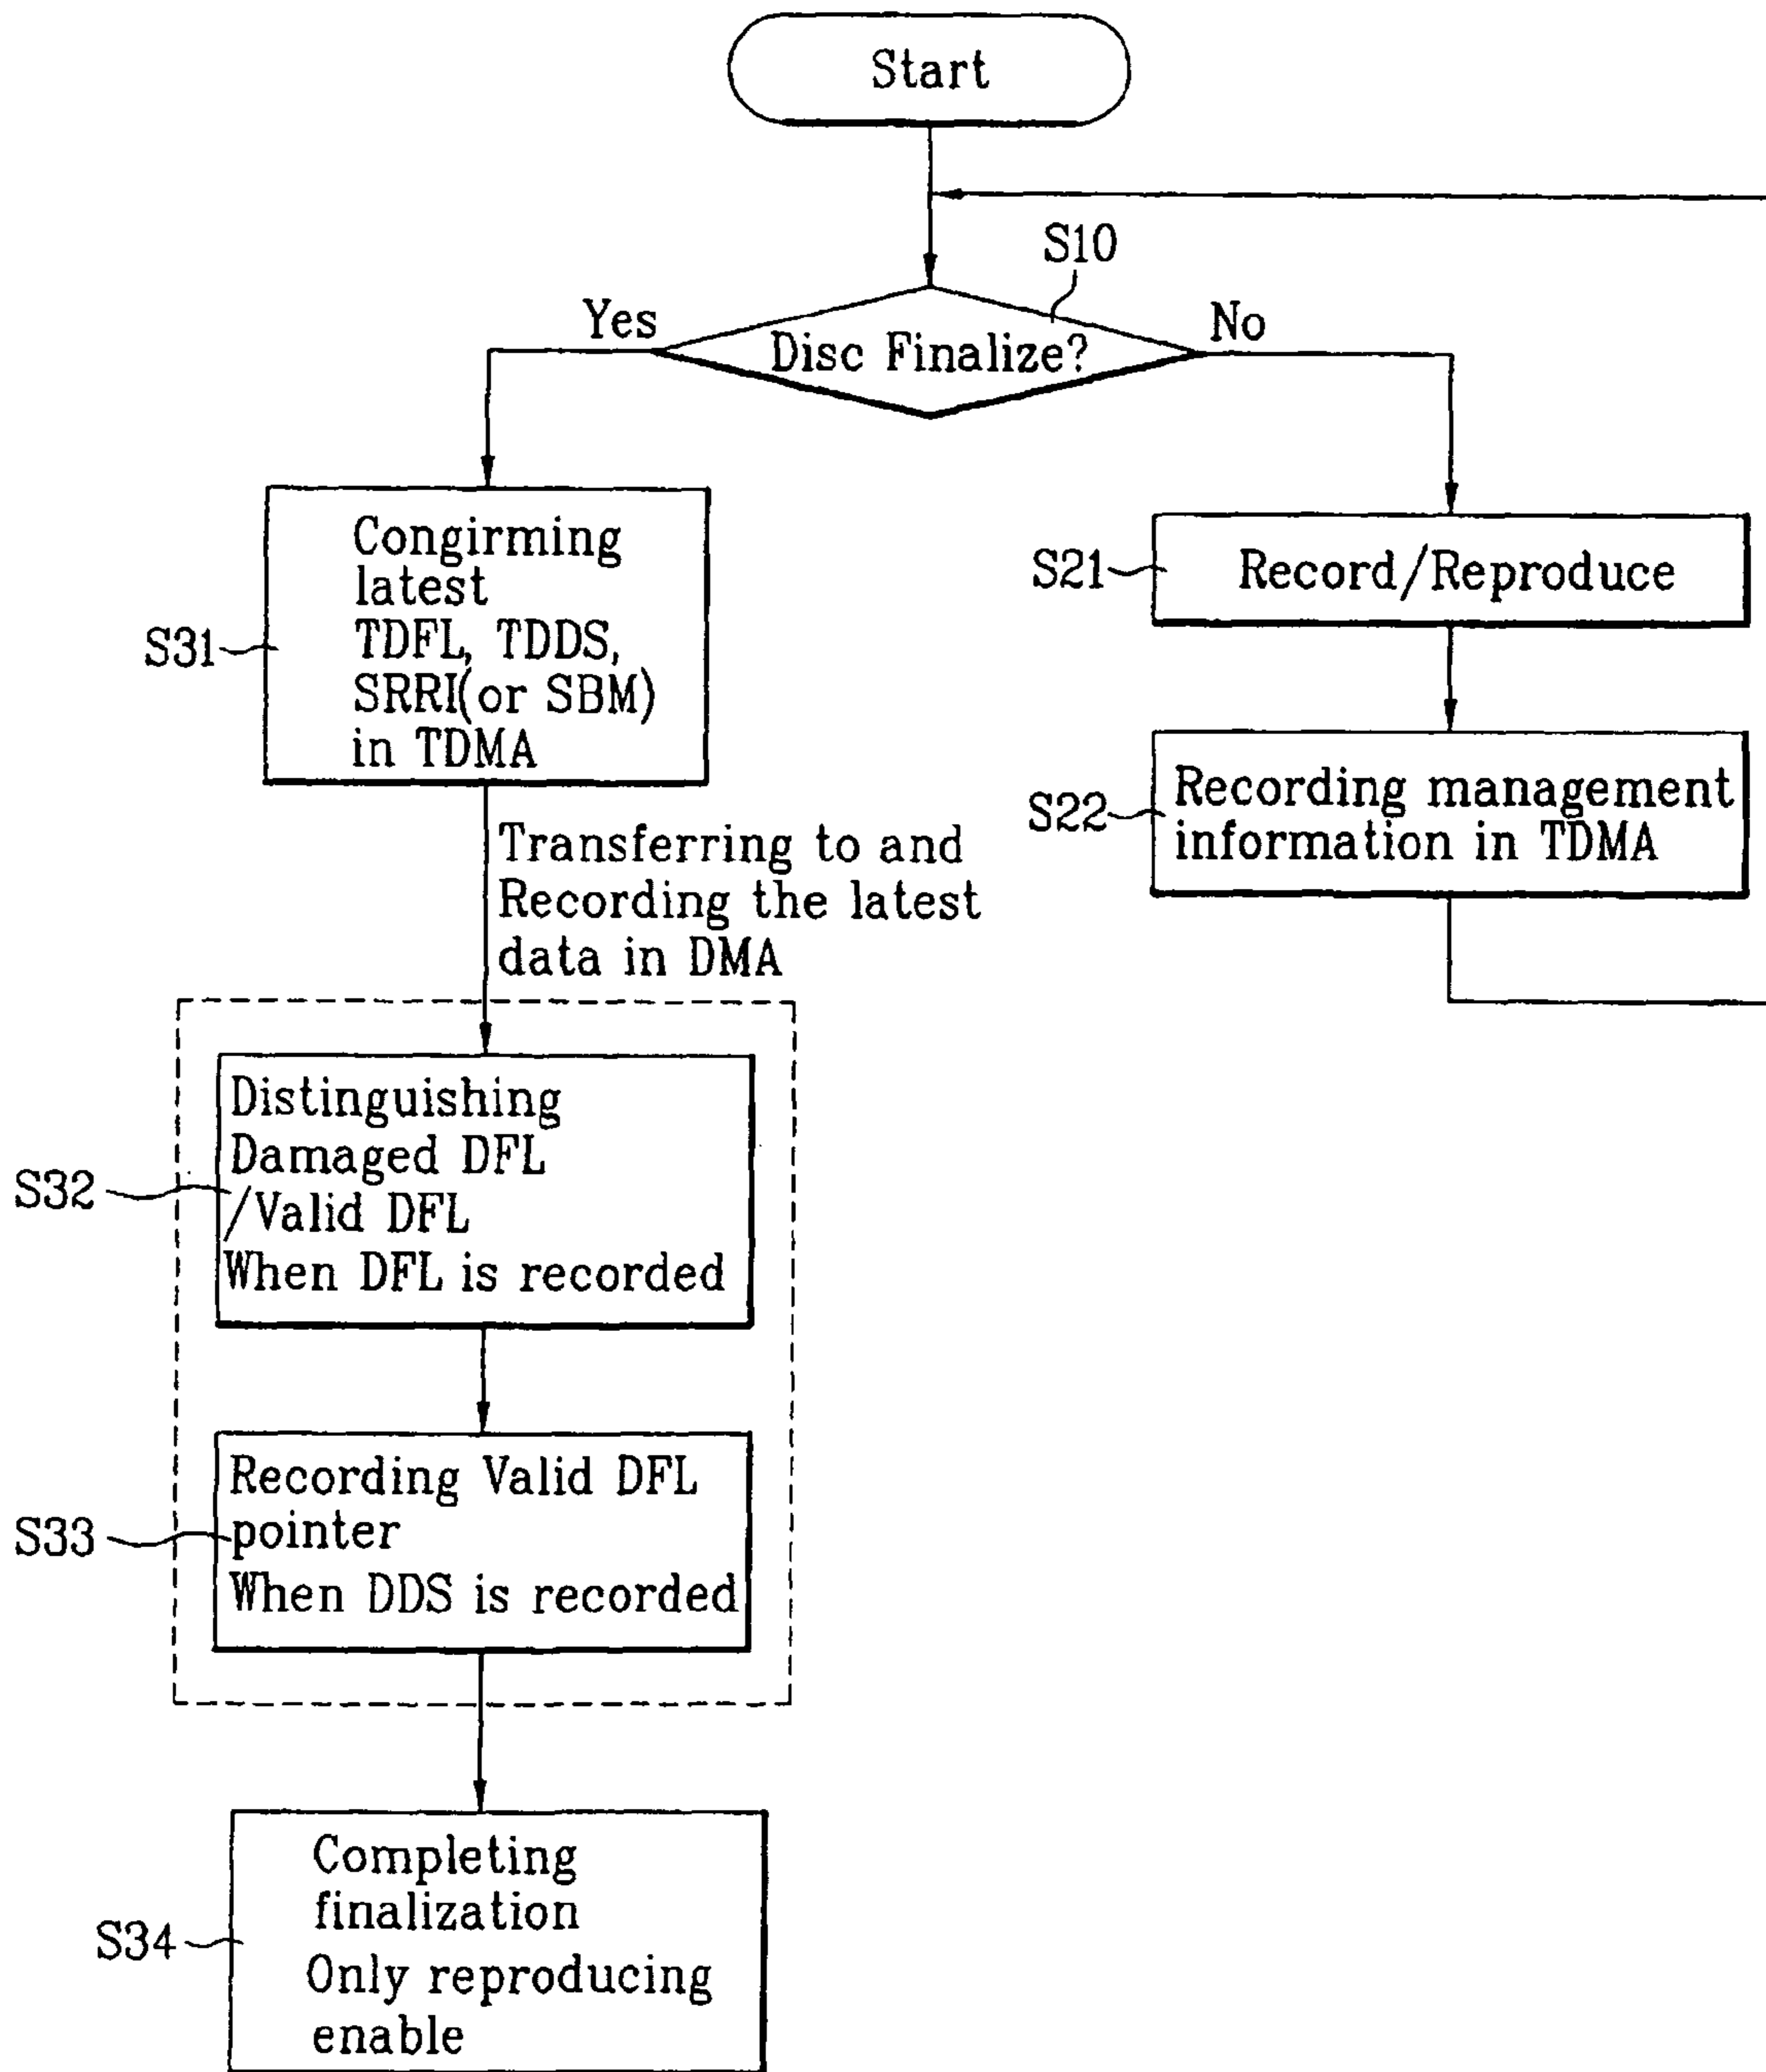 Start
S10
Yes
No
Disc Finalize?
Congirming
latest
TDFL, TDDS,
SRRI(or SBM)
in TDMA
S31
S21
Record/Reproduce
S22
Recording management
information in TDMA
Transferring to and
Recording the latest
data in DMA
S32
Distinguishing
Damaged DFL
/Valid DFL
When DFL is recorded
S33
Recording Valid DFL
pointer
When DDS is recorded
S34
Completing
finalization
Only reproducing
enable